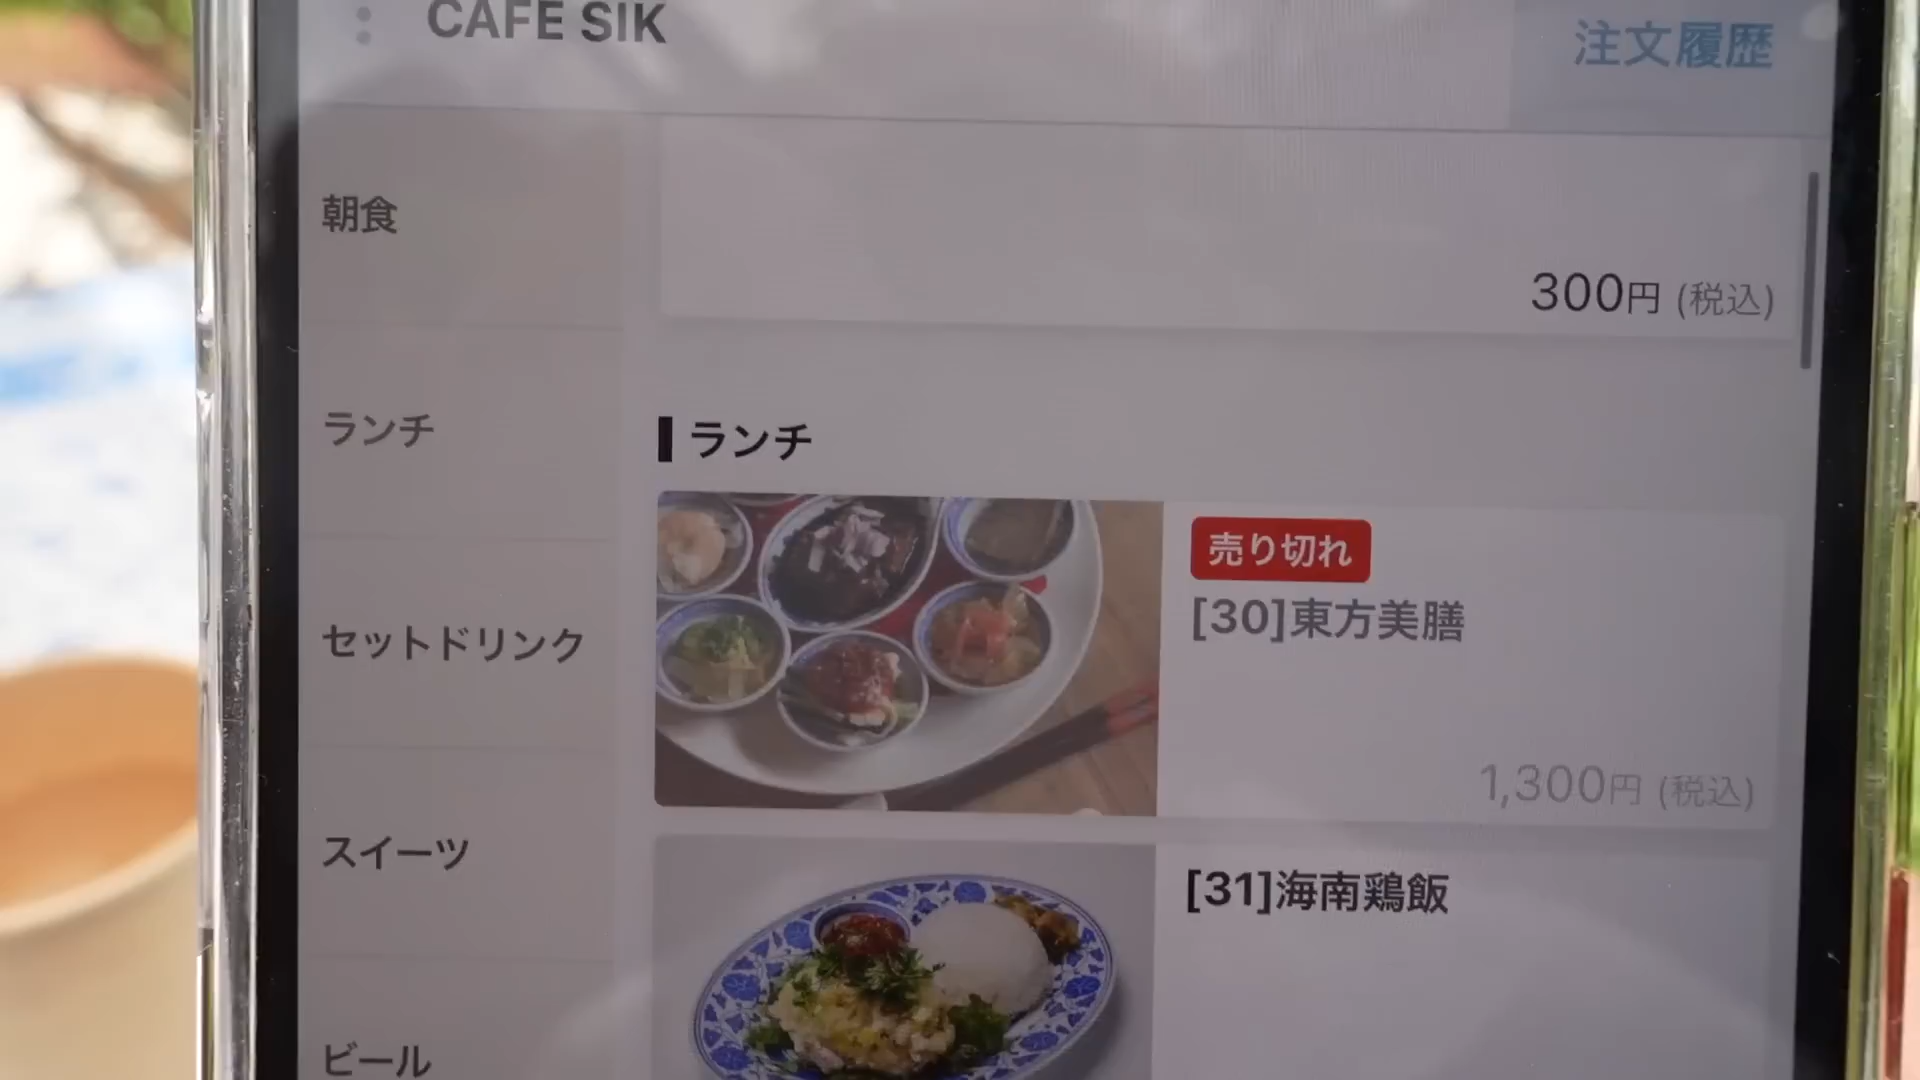 CAFE SIK
注文履歴
朝食
300円 (税込)
ランチ
ランチ
売り切れ
[30]東方美膳
セットドリンク
1,300円 (税込)
スイーツ
[31]海南鶏飯
ビール